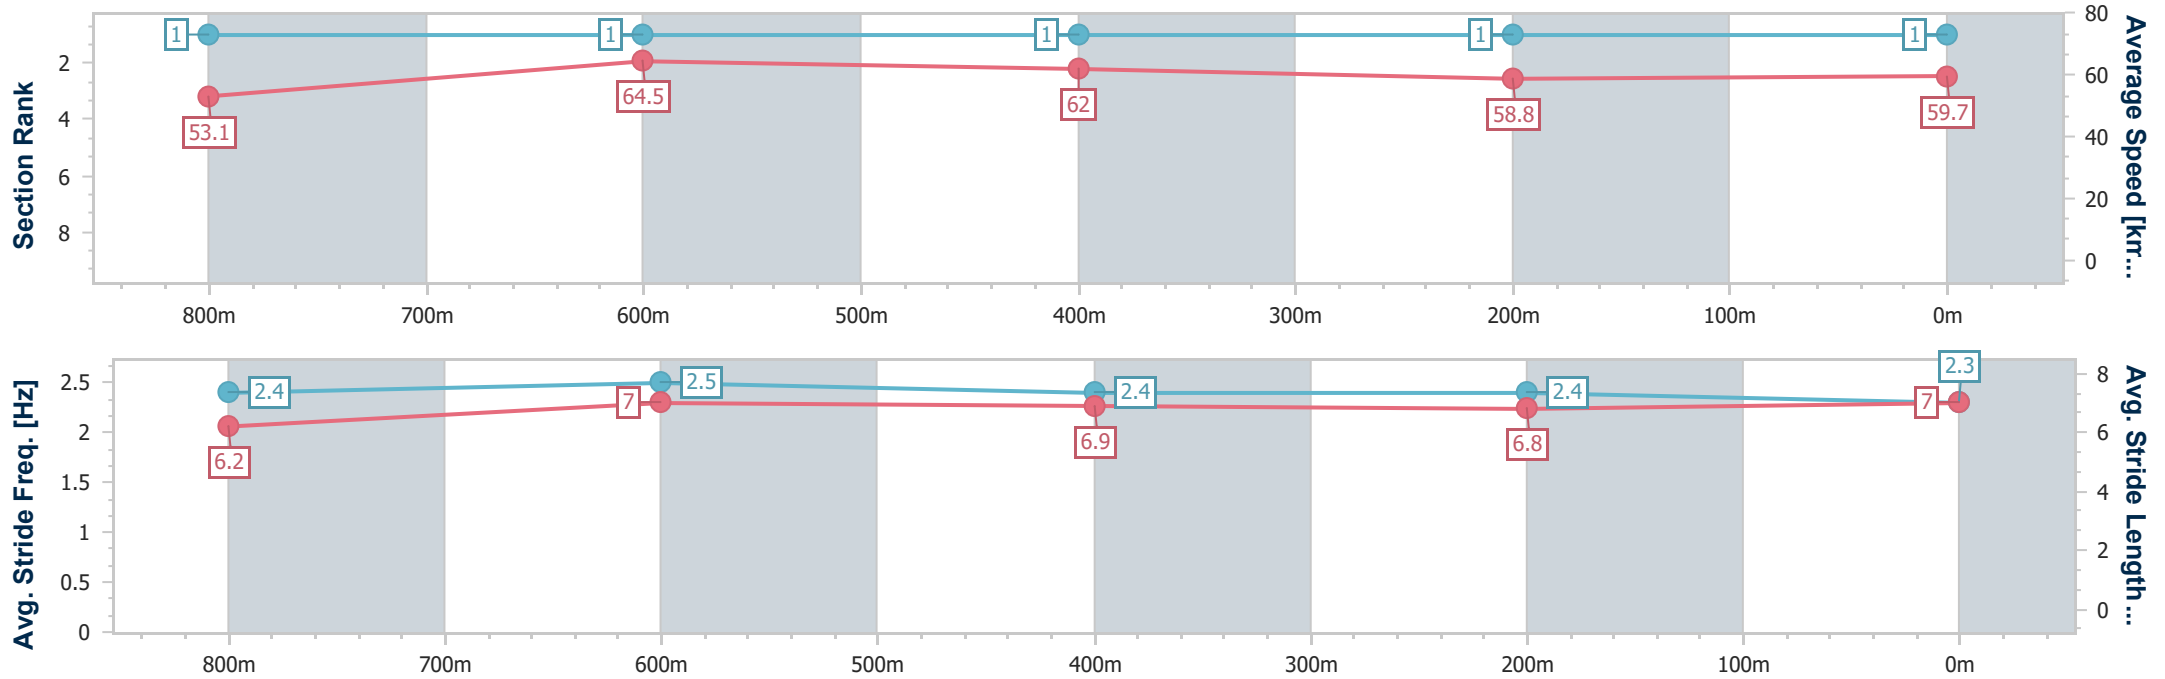 Section Rank
2
4
6
8
1
1
1
1
1
53.1
64.5
62
58.8
59.7
80
60
40
20
0
Average Speed [km...
800m
700m
600m
500m
400m
300m
200m
100m
0m
Avg. Stride Freq. [Hz]
2.5
2
1.5
1
0.5
0
2.4
2.5
2.4
2.4
2.3
6.2
7
6.9
6.8
7
8
6
4
2
0
Avg. Stride Length ...
800m
700m
600m
500m
400m
300m
200m
100m
0m